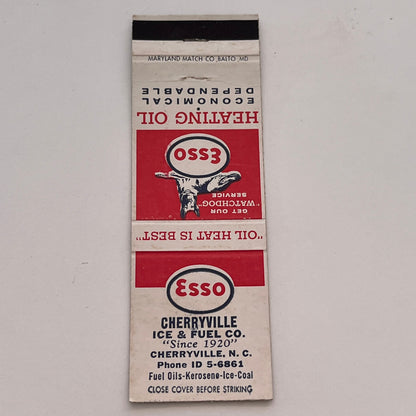 MARYLAND MATCH CO., BALTO., MD.
ECONOMICAL
DEPENDABLE
HEATING OIL
Esso
GET OUR
"WATCHDOG"
SERVICE
"OIL HEAT IS BEST"
Esso
CHERRYVILLE
ICE & FUEL CO.
"Since 1920"
CHERRYVILLE, N. C.
Phone ID 5-6861
Fuel Oils-Kerosene-Ice-Coal
CLOSE COVER BEFORE STRIKING